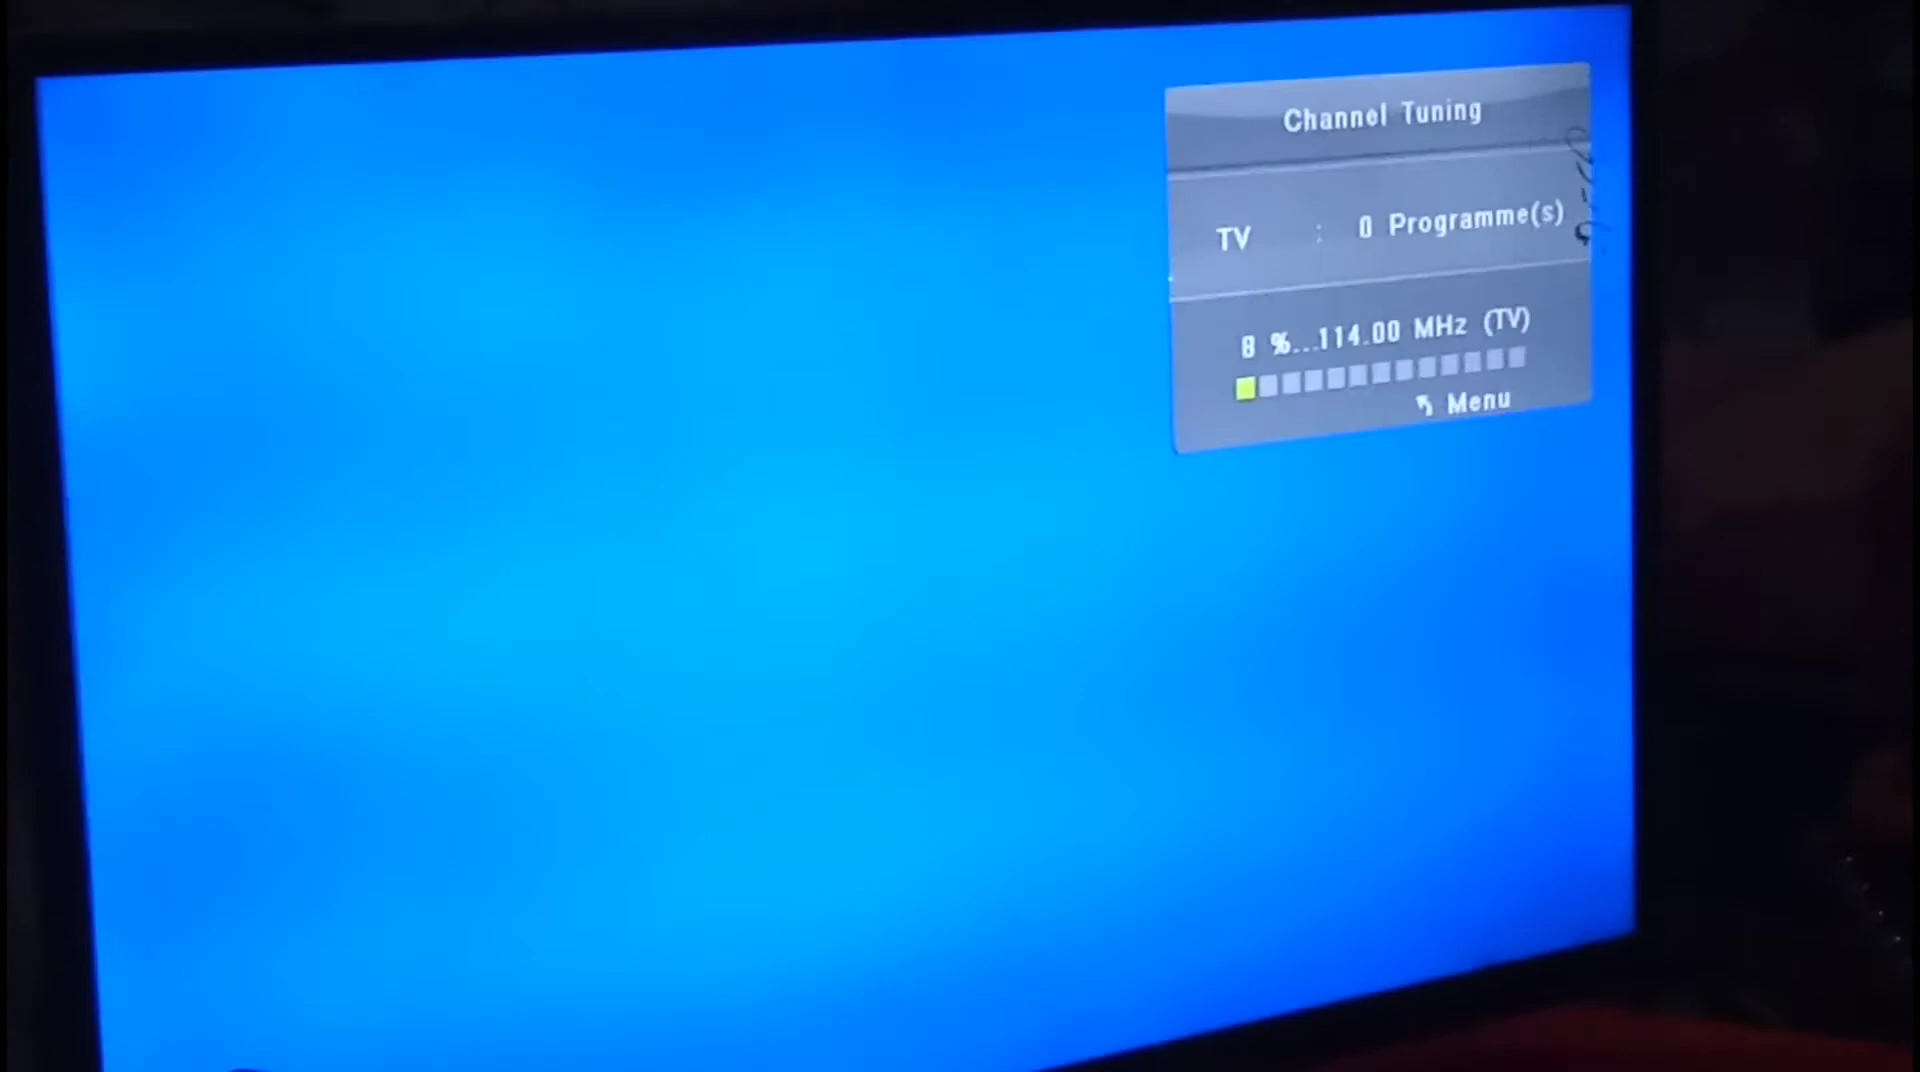 Channel Tuning
TV : 0 Programme(s)
8 %...114.00 MHz (TV)
Menu